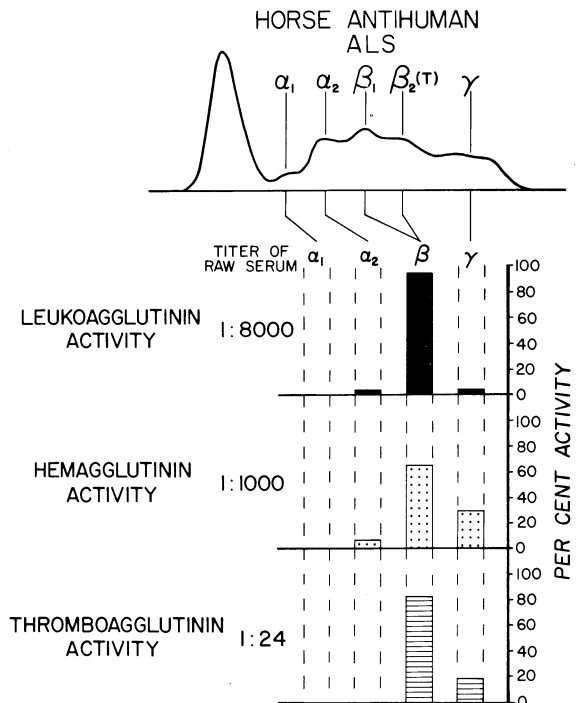 HORSE ANTIHUMAN
ALS
α₁ α₂ β₁ β₂(T) γ
TITER OF
RAW SERUM
α₁ α₂ β γ
LEUKOAGGLUTININ
ACTIVITY
1:8000
100
80
60
40
20
0
HEMAGGLUTININ
ACTIVITY
1:1000
100
80
60
40
20
0
THROMBOAGGLUTININ
ACTIVITY
1:24
100
80
60
40
20
0
PER CENT ACTIVITY